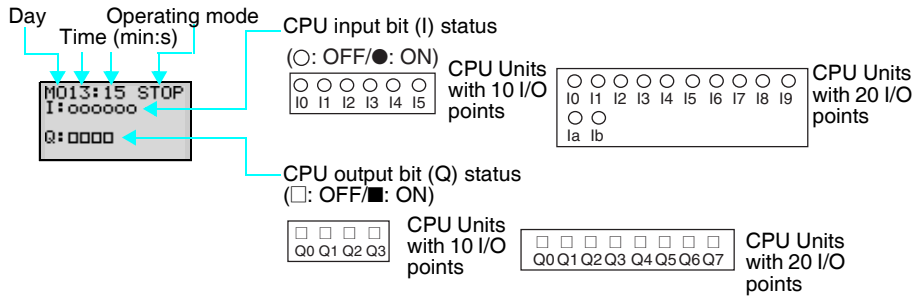 Day
Operating mode
Time (min:s)
MO13:15 STOP
I:oooooo
Q:□□□□
CPU input bit (I) status
(○: OFF/●: ON)
I0 I1 I2 I3 I4 I5
CPU Units
with 10 I/O
points
I0 I1 I2 I3 I4 I5 I6 I7 I8 I9
Ia Ib
CPU Units
with 20 I/O
points
CPU output bit (Q) status
(□: OFF/■: ON)
Q0 Q1 Q2 Q3
CPU Units
with 10 I/O
points
Q0 Q1 Q2 Q3 Q4 Q5 Q6 Q7
CPU Units
with 20 I/O
points